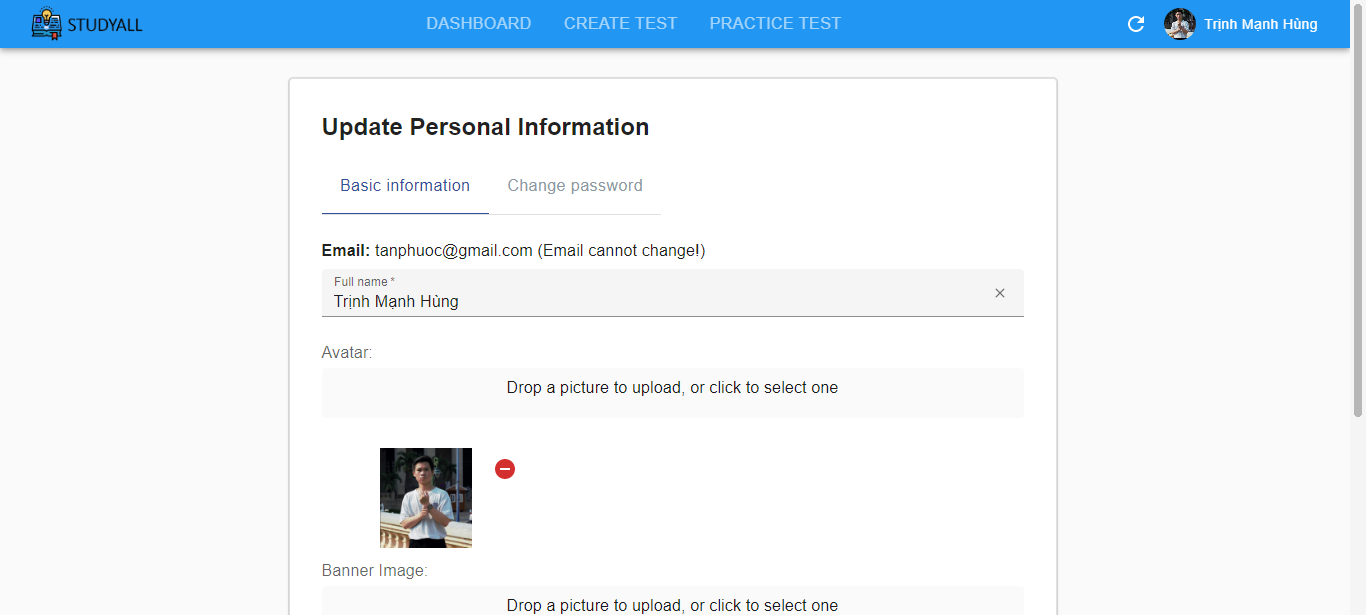 STUDYALL
DASHBOARD
CREATE TEST
PRACTICE TEST
Trịnh Mạnh Hùng
Update Personal Information
Basic information
Change password
Email: tanphuoc@gmail.com (Email cannot change!)
Full name *
Trịnh Mạnh Hùng
Avatar:
Drop a picture to upload, or click to select one
Banner Image:
Drop a picture to upload, or click to select one